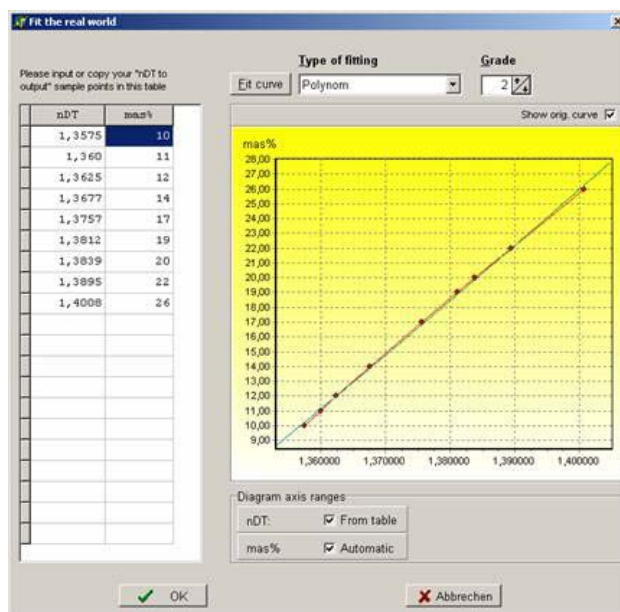 Fit the real world
Please input or copy your "nDT to
output" sample points in this table
Type of fitting
Grade
Fit curve
Polynom
2
nDT mas%
1,3575 10
1,360 11
1,3625 12
1,3677 14
1,3757 17
1,3812 19
1,3839 20
1,3895 22
1,4008 26
Show orig. curve
mas%
28,00
27,00
26,00
25,00
24,00
23,00
22,00
21,00
20,00
19,00
18,00
17,00
16,00
15,00
14,00
13,00
12,00
11,00
10,00
9,00
1,360000 1,370000 1,380000 1,390000 1,400000
Diagram axis ranges
nDT: From table
mas% Automatic
OK
Abbrechen